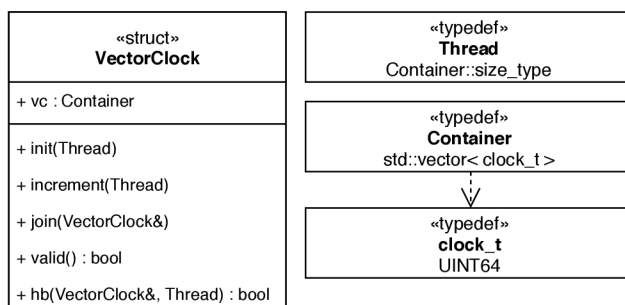 «struct»
VectorClock
+ vc : Container
+ init(Thread)
+ increment(Thread)
+ join(VectorClock&)
+ valid() : bool
+ hb(VectorClock&, Thread) : bool
«typedef»
Thread
Container::size_type
«typedef»
Container
std::vector< clock_t >
«typedef»
clock_t
UINT64